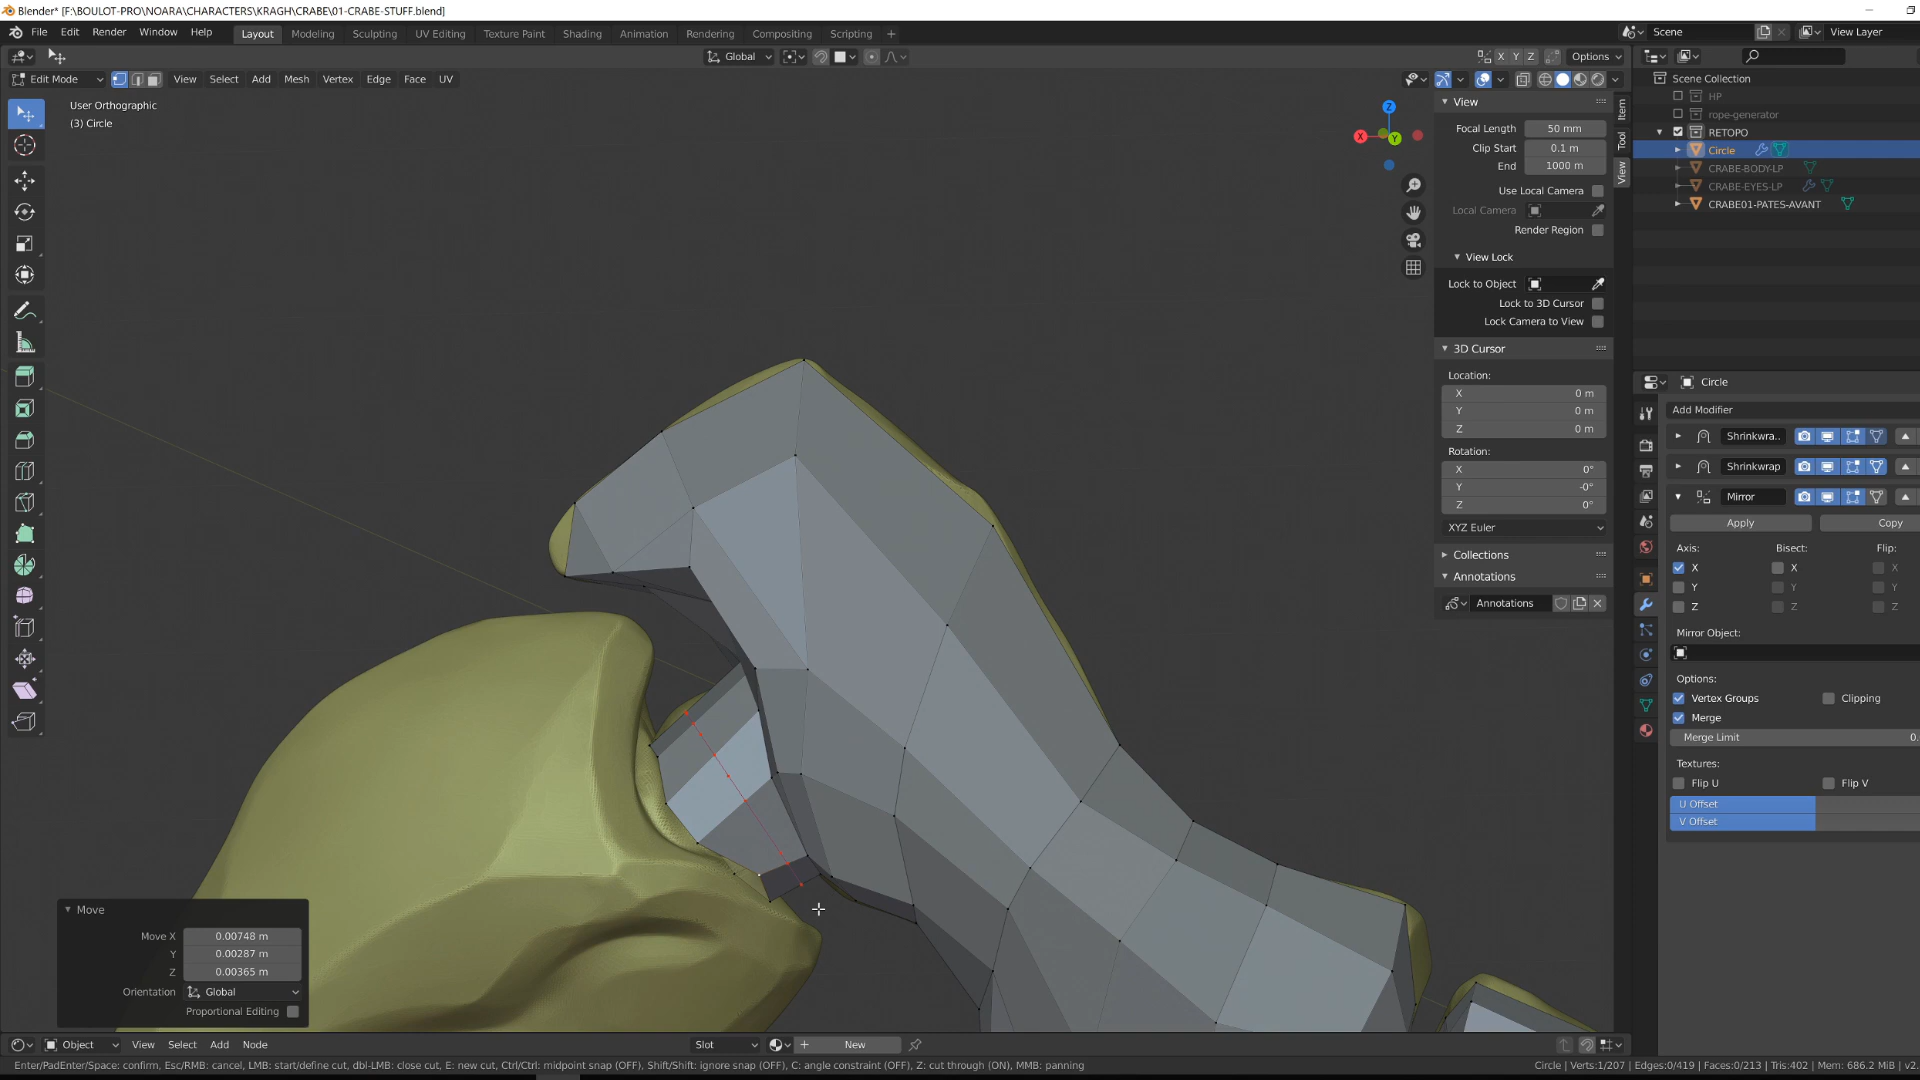 Blender* [F:\BOULOT-PRO\NOARA\CHARACTERS\KRAGH\CRABE\01-CRABE-STUFF.blend]
File Edit Render Window Help Layout Modeling Sculpting UV Editing Texture Paint Shading Animation Rendering Compositing Scripting + Scene View Layer
Global X Y Z Options
Edit Mode View Select Add Mesh Vertex Edge Face UV
User Orthographic
(3) Circle
Z
X
Y
Item
Tool
View
View
Focal Length 50 mm
Clip Start 0.1 m
End 1000 m
Use Local Camera
Local Camera
Render Region
View Lock
Lock to Object
Lock to 3D Cursor
Lock Camera to View
3D Cursor
Location:
X 0 m
Y 0 m
Z 0 m
Rotation:
X 0°
Y -0°
Z 0°
XYZ Euler
Collections
Annotations
Annotations
Scene Collection
HP
rope-generator
RETOPO
Circle
CRABE-BODY-LP
CRABE-EYES-LP
CRABE01-PATES-AVANT
Circle
Add Modifier
Shrinkwra..
Shrinkwrap
Mirror
Apply Copy
Axis: Bisect: Flip:
X X X
Y Y Y
Z Z Z
Mirror Object:
Options:
Vertex Groups Clipping
Merge
Merge Limit 0.
Textures:
Flip U Flip V
U Offset
V Offset
Move
Move X 0.00748 m
Y 0.00287 m
Z 0.00365 m
Orientation Global
Proportional Editing
Object View Select Add Node Slot New
Enter/PadEnter/Space: confirm, Esc/RMB: cancel, LMB: start/define cut, dbl-LMB: close cut, E: new cut, Ctrl/Ctrl: midpoint snap (OFF), Shift/Shift: ignore snap (OFF), C: angle constraint (OFF), Z: cut through (ON), MMB: panning
Circle | Verts:1/207 | Edges:0/419 | Faces:0/213 | Tris:402 | Mem: 686.2 MiB | v2.